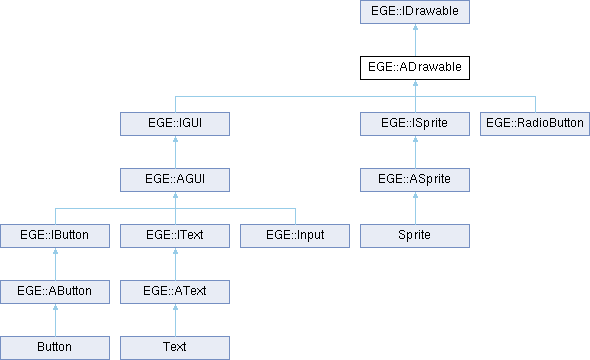 EGE::IDrawable
EGE::ADrawable
EGE::IGUI
EGE::ISprite
EGE::RadioButton
EGE::AGUI
EGE::ASprite
EGE::IButton
EGE::IText
EGE::Input
Sprite
EGE::AButton
EGE::AText
Button
Text